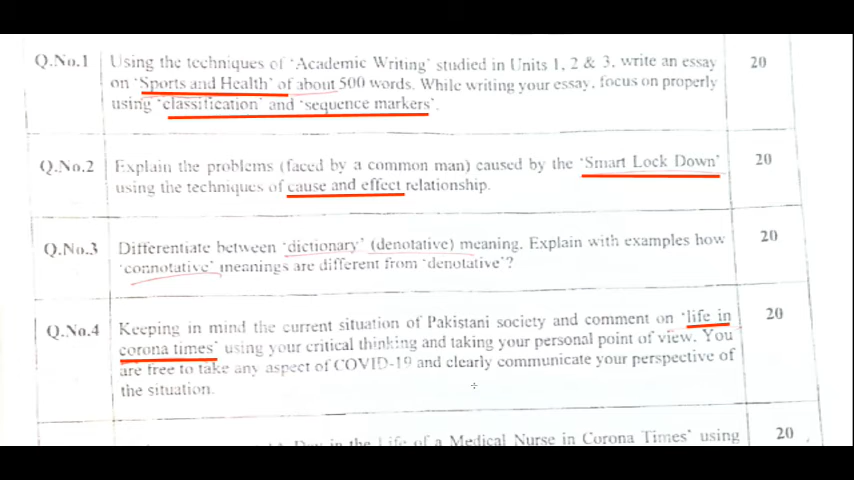 Q.No.1 Using the techniques of 'Academic Writing' studied in Units 1, 2 & 3, write an essay 20
on 'Sports and Health' of about 500 words. While writing your essay, focus on properly
using 'classification' and 'sequence markers'.
Q.No.2 Explain the problems (faced by a common man) caused by the 'Smart Lock Down' 20
using the techniques of cause and effect relationship.
Q.No.3 Differentiate between 'dictionary' (denotative) meaning. Explain with examples how 20
'connotative' meanings are different from 'denotative'?
Q.No.4 Keeping in mind the current situation of Pakistani society and comment on 'life in 20
corona times' using your critical thinking and taking your personal point of view. You
are free to take any aspect of COVID-19 and clearly communicate your perspective of
the situation.
Day in the Life of a Medical Nurse in Corona Times' using 20